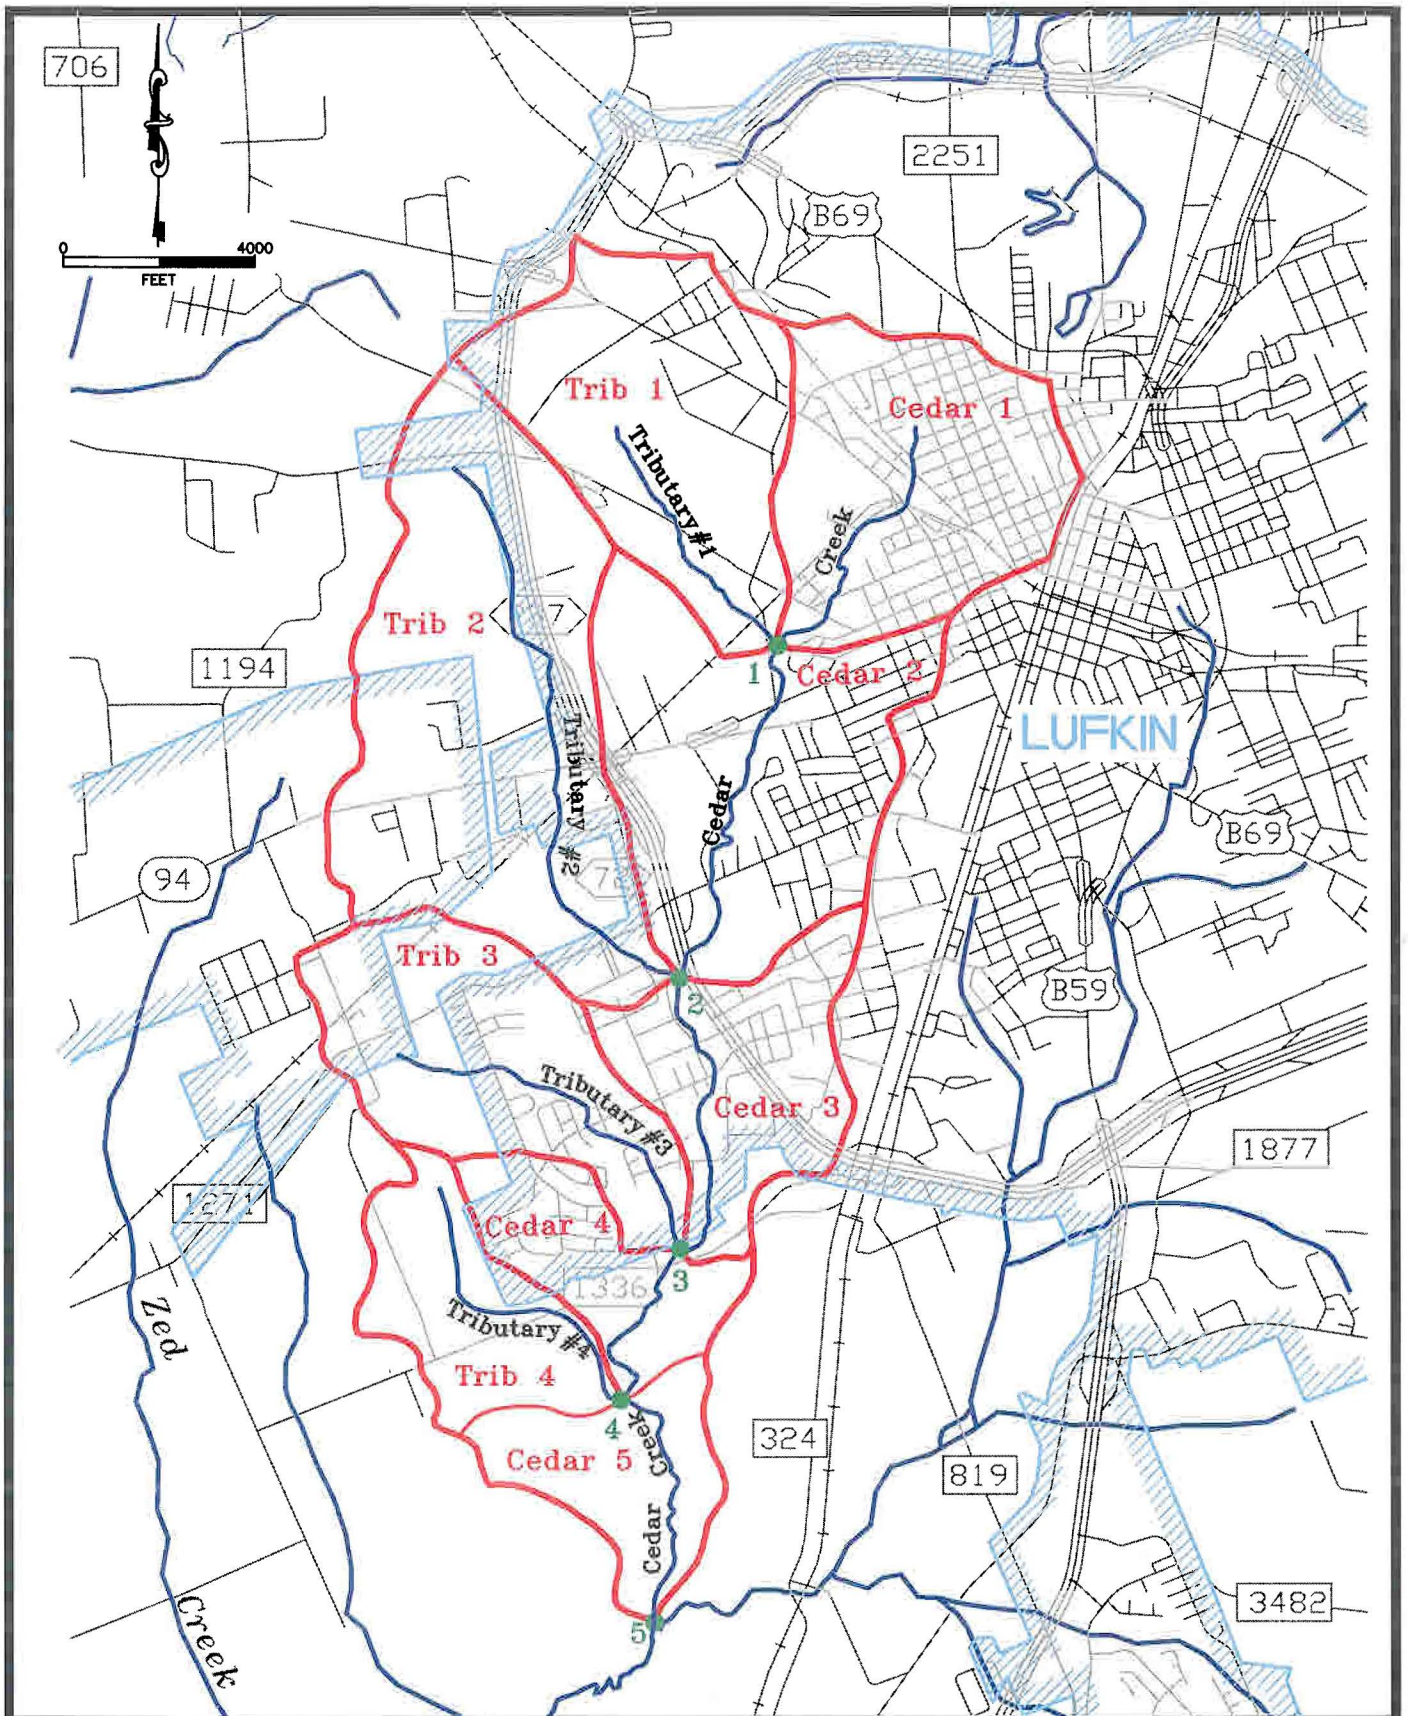 706
2251
B69
0 4000
FEET
Trib 1
Cedar 1
Tributary #1
Creek
Trib 2
7
1194
1
Cedar 2
LUFKIN
Tributary #2
Cedar
B69
94
Trib 3
2
B59
Tributary #3
Cedar 3
1877
1271
Cedar 4
3
1336
Zed
Tributary #4
Trib 4
4
Creek
324
Cedar 5
819
Cedar
3482
Creek
5